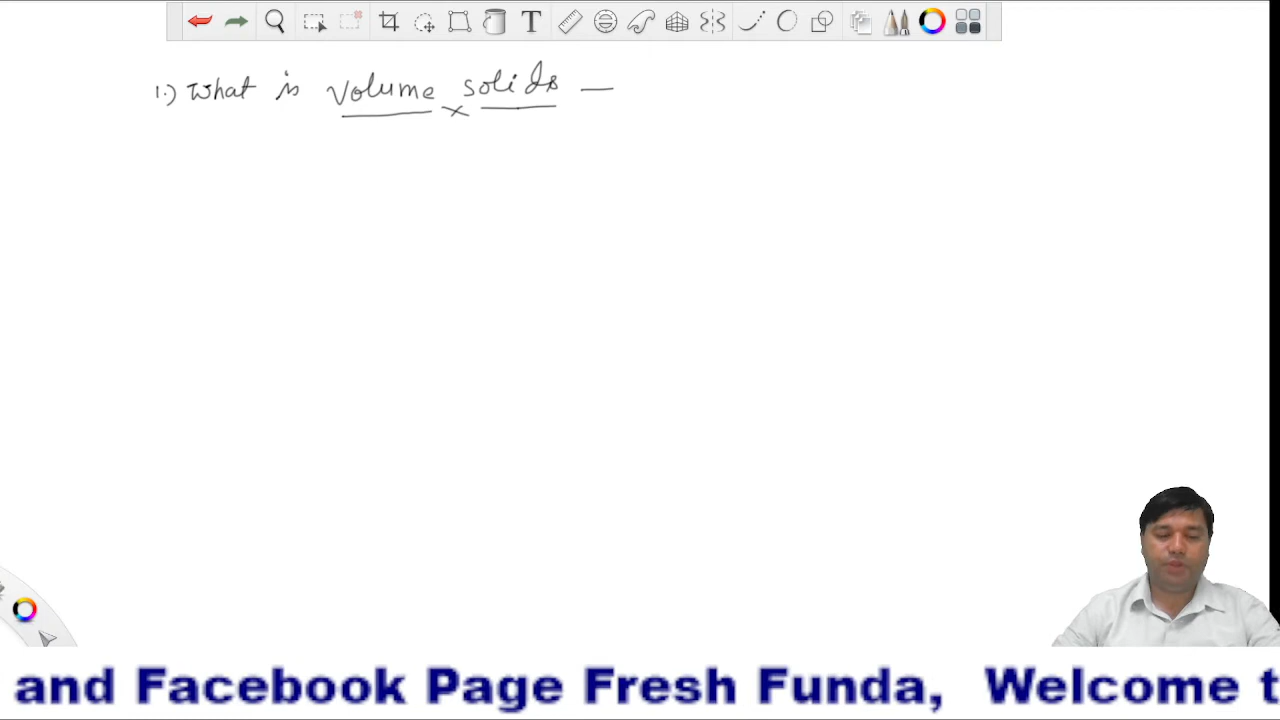 1.) What is volume solids —
and Facebook Page Fresh Funda, Welcome t